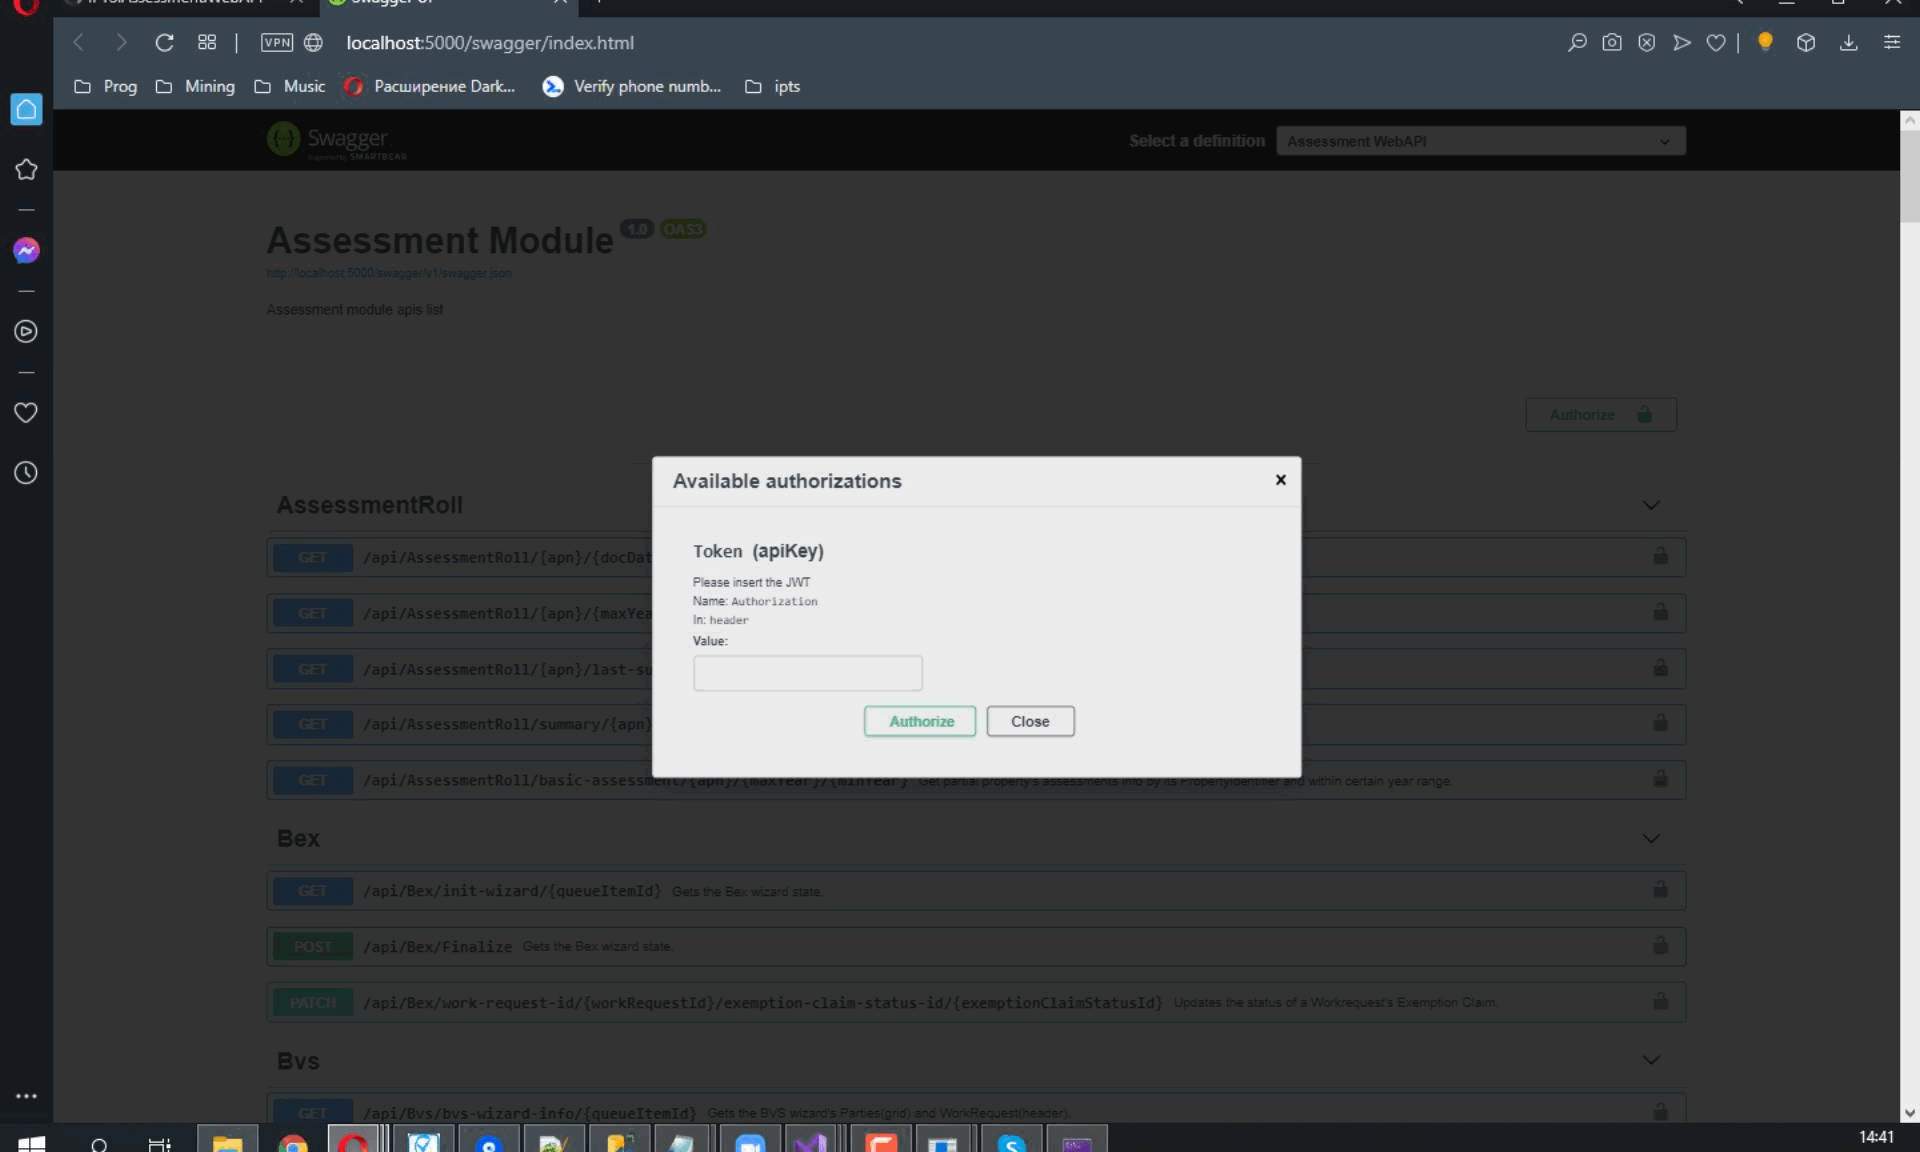 VPN localhost:5000/swagger/index.html
Prog Mining Music Расширение Dark... Verify phone numb... ipts
Swagger
Supported by SMARTBEAR
Select a definition Assessment WebAPI
Assessment Module 1.0 OAS3
http://localhost:5000/swagger/v1/swagger.json
Assessment module apis list
Authorize
Available authorizations
Token (apiKey)
Please insert the JWT
Name: Authorization
In: header
Value:
Authorize Close
AssessmentRoll
GET /api/AssessmentRoll/{apn}/{docDat
GET /api/AssessmentRoll/{apn}/{maxYea
GET /api/AssessmentRoll/{apn}/last-su
GET /api/AssessmentRoll/summary/{apn}
GET /api/AssessmentRoll/basic-assessment/{apn}/{maxYear}/{minYear} Get partial property's assessments info by its PropertyIdentifier and within certain year range.
Bex
GET /api/Bex/init-wizard/{queueItemId} Gets the Bex wizard state.
POST /api/Bex/Finalize Gets the Bex wizard state.
PATCH /api/Bex/work-request-id/{workRequestId}/exemption-claim-status-id/{exemptionClaimStatusId} Updates the status of a Workrequest's Exemption Claim.
Bvs
GET /api/Bvs/bvs-wizard-info/{queueItemId} Gets the BVS wizard's Parties(grid) and WorkRequest(header).
14:41